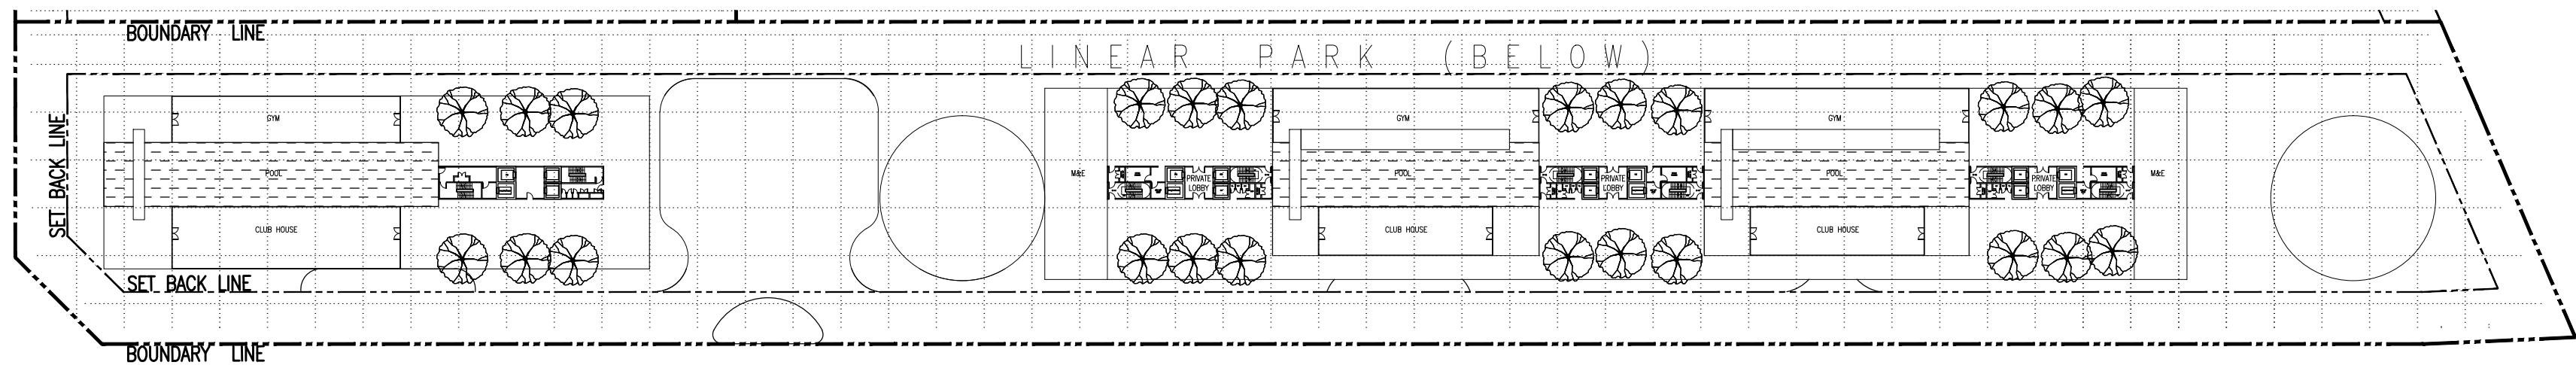 BOUNDARY LINE
LINEAR PARK (BELOW)
SET BACK LINE
GYM
GYM
GYM
POOL
M&E
PRIVATE
LOBBY
POOL
PRIVATE
LOBBY
POOL
PRIVATE
LOBBY
M&E
CLUB HOUSE
CLUB HOUSE
CLUB HOUSE
SET BACK LINE
BOUNDARY LINE